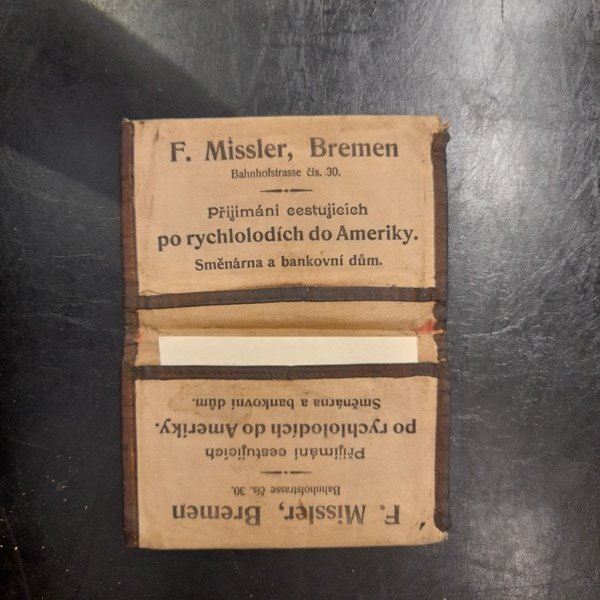 F. Missler, Bremen
Bahnhofstrasse čís. 30.
Přijímání cestujících
po rychlolodích do Ameriky.
Směnárna a bankovní dům.
F. Missler, Bremen
Bahnhofstrasse čís. 30.
Přijímání cestujících
po rychlolodích do Ameriky.
Směnárna a bankovní dům.